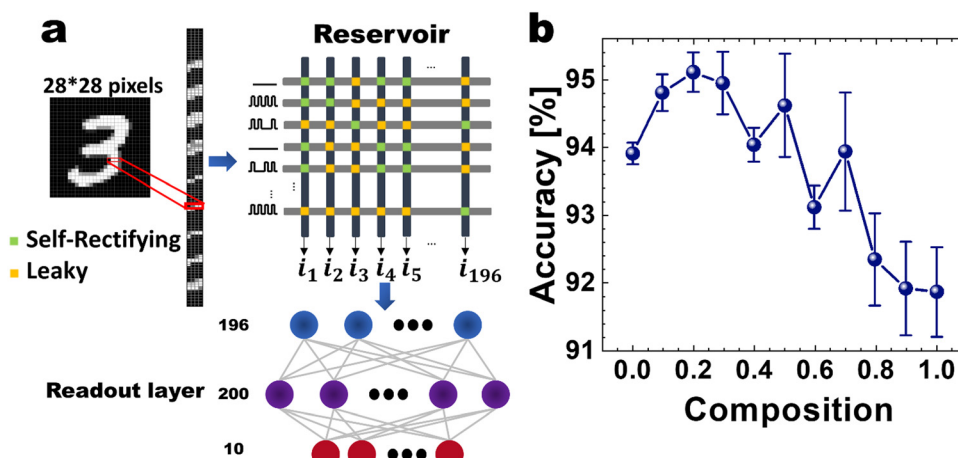 a
28*28 pixels
Self-Rectifying
Leaky
Reservoir
...
i1 i2 i3 i4 i5 ... i196
196
Readout layer
200
10
b
Accuracy [%]
95
94
93
92
91
0.0 0.2 0.4 0.6 0.8 1.0
Composition